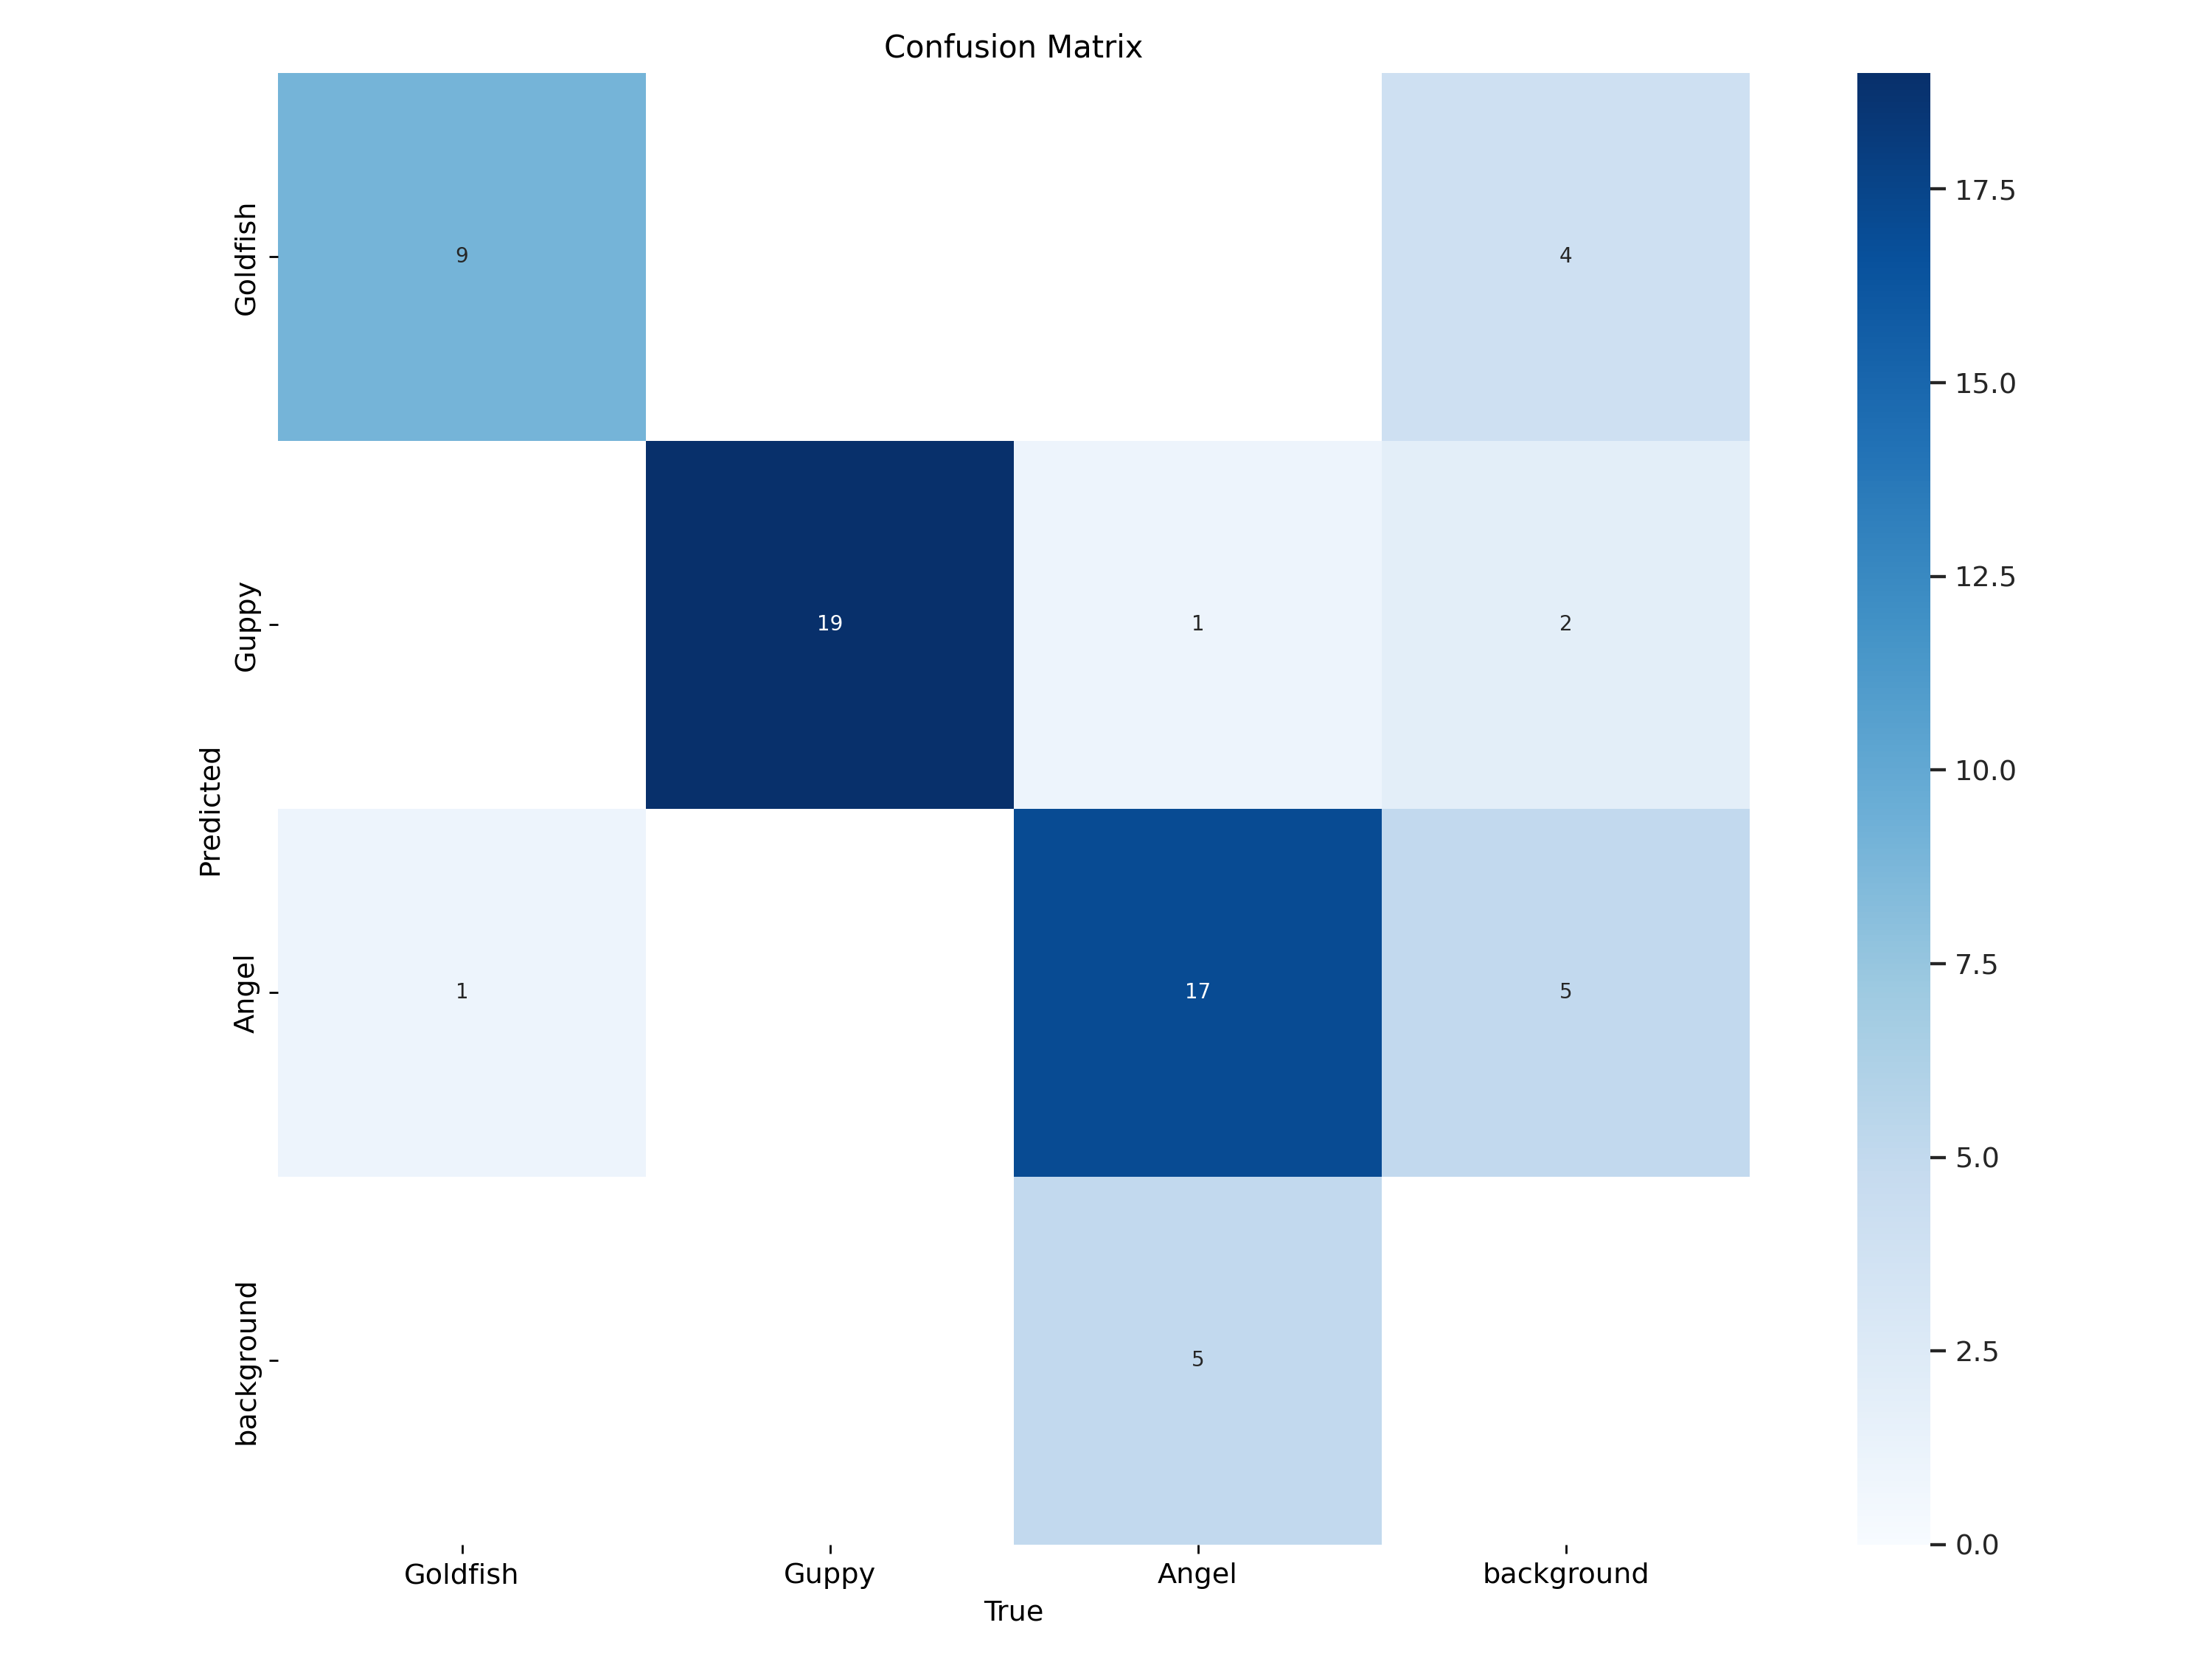 Confusion Matrix
Goldfish
9
4
17.5
15.0
Guppy
19
1
2
12.5
10.0
Predicted
Angel
1
17
5
7.5
5.0
background
5
2.5
0.0
Goldfish
Guppy
Angel
background
True